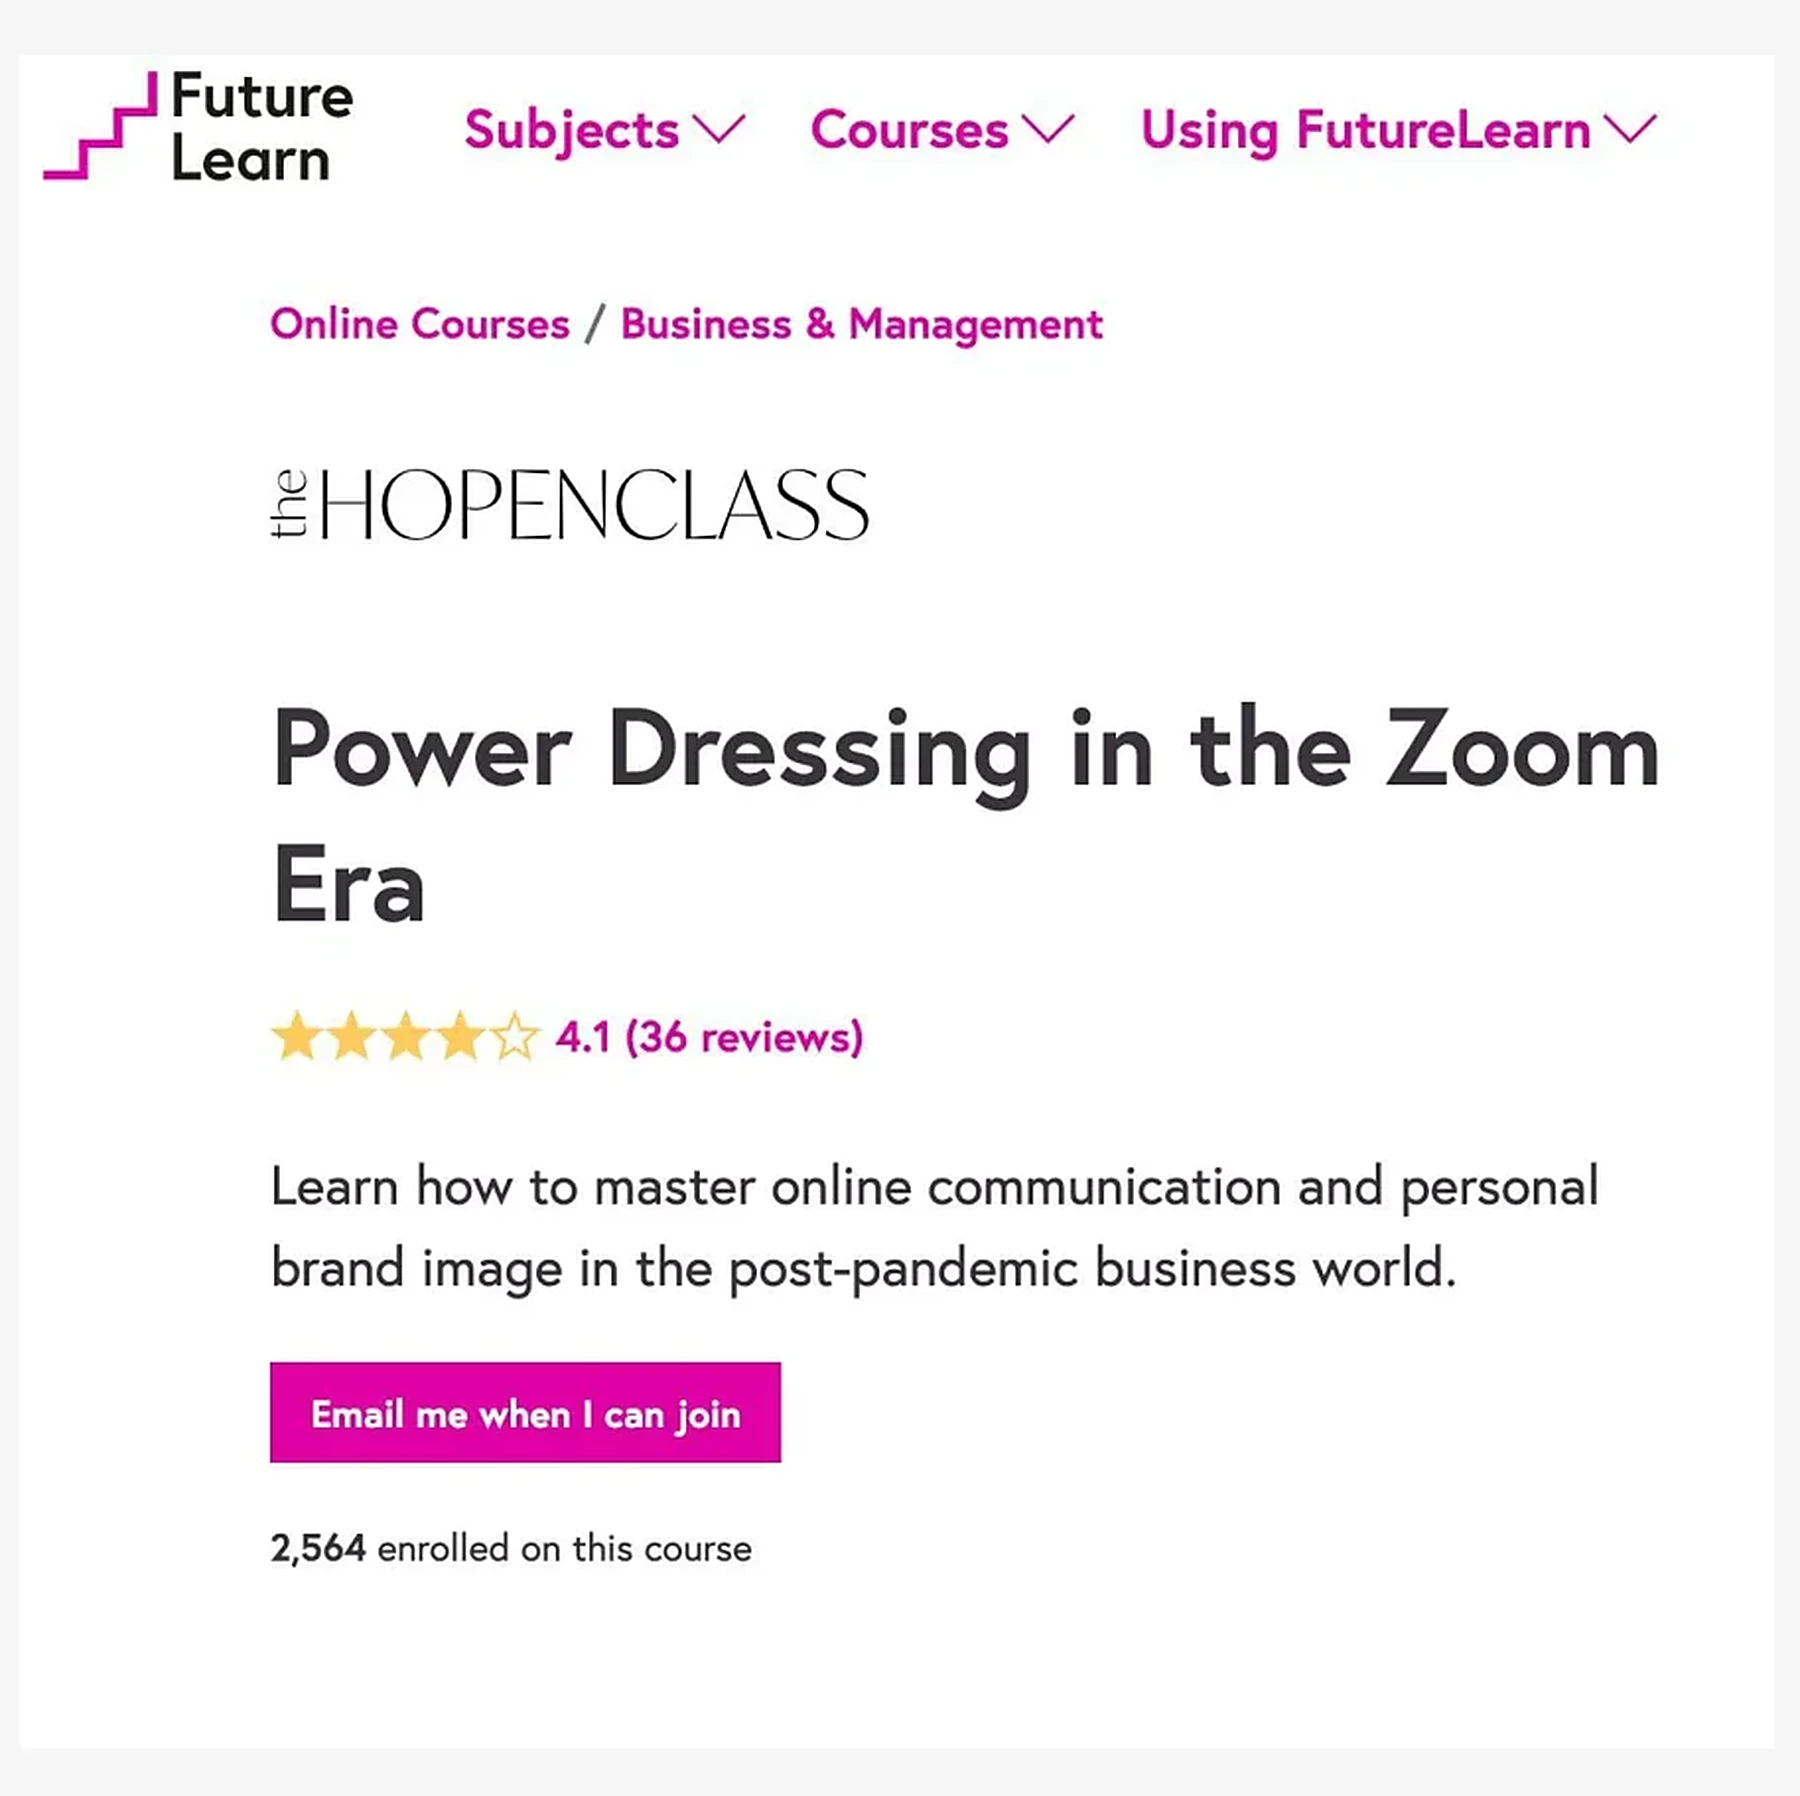 Future
Learn
Subjects
Courses
Using FutureLearn
Online Courses / Business & Management
the HOPENCLASS
Power Dressing in the Zoom
Era
4.1 (36 reviews)
Learn how to master online communication and personal
brand image in the post-pandemic business world.
Email me when I can join
2,564 enrolled on this course